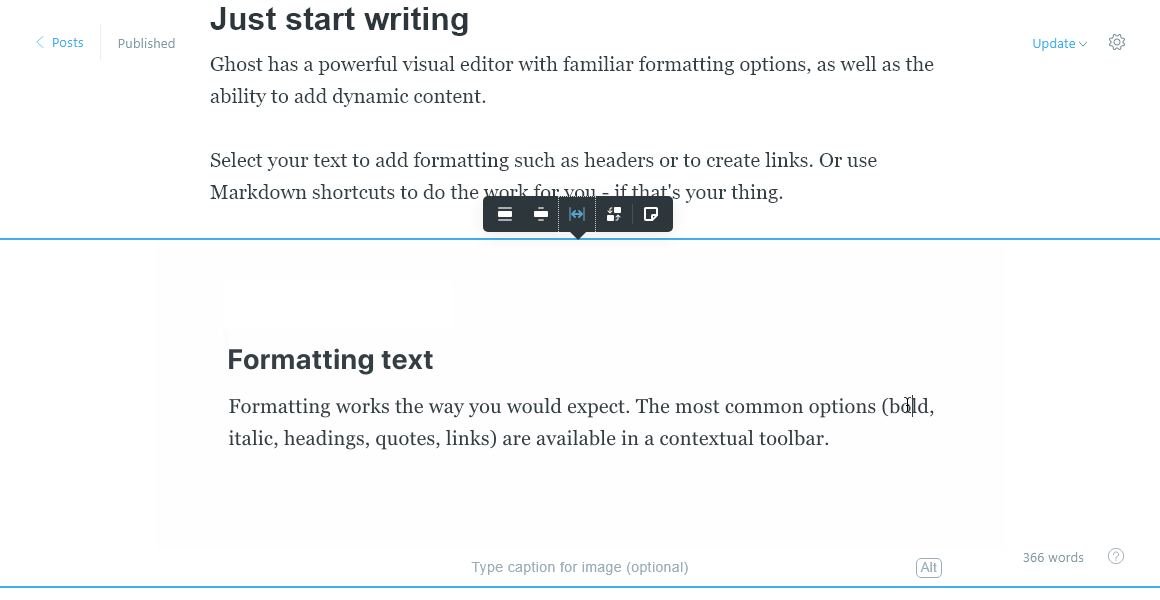 Just start writing
Posts
Published
Update
Ghost has a powerful visual editor with familiar formatting options, as well as the
ability to add dynamic content.
Select your text to add formatting such as headers or to create links. Or use
Markdown shortcuts to do the work for you - if that's your thing.
Formatting text
Formatting works the way you would expect. The most common options (bold,
italic, headings, quotes, links) are available in a contextual toolbar.
366 words
?
Type caption for image (optional)
Alt